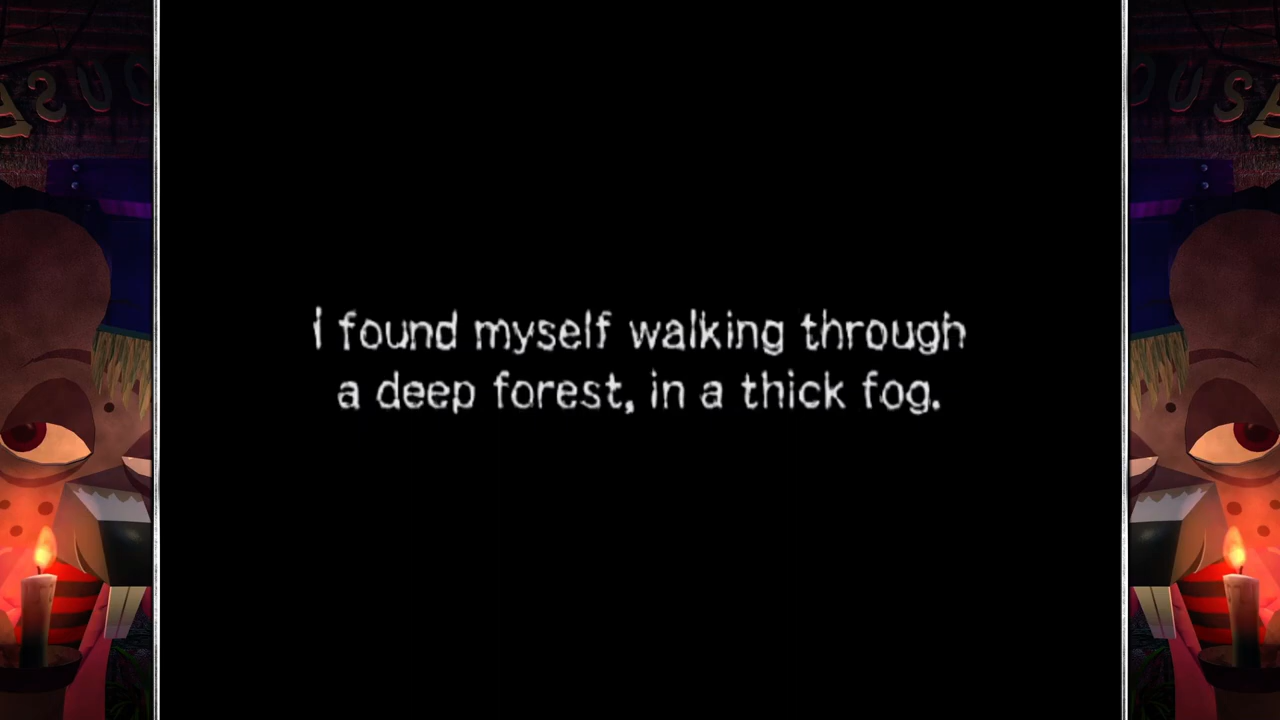 I found myself walking through
a deep forest, in a thick fog.